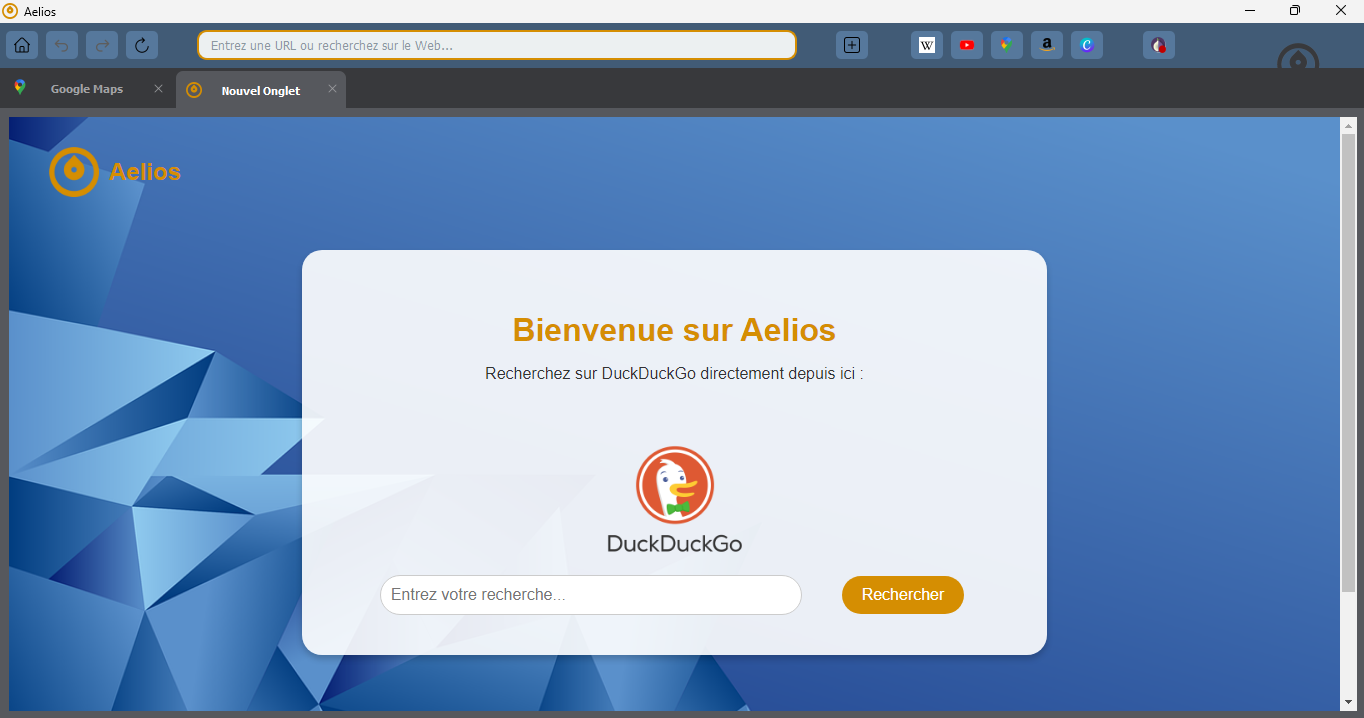 Aelios
Entrez une URL ou recherchez sur le Web...
W
a
C
Google Maps
Nouvel Onglet
Aelios
Bienvenue sur Aelios
Recherchez sur DuckDuckGo directement depuis ici :
DuckDuckGo
Entrez votre recherche...
Rechercher